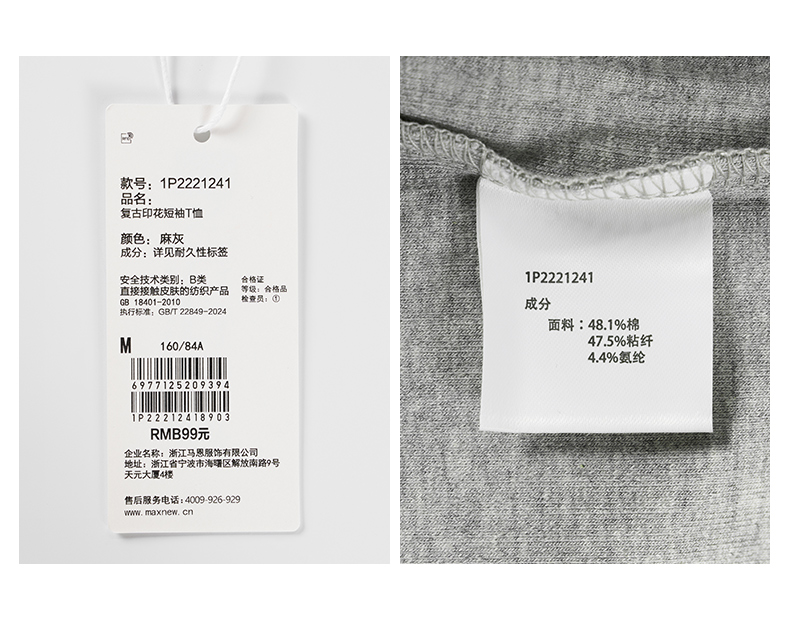 款号：1P2221241
品名：
复古印花短袖T恤
颜色：麻灰
成分：详见耐久性标签
安全技术类别：B类
直接接触皮肤的纺织产品
GB 18401-2010
执行标准：GB/T 22849-2024
合格证
等级：合格品
检查员：①
M 160/84A
6977125209394
1P22212418903
RMB99元
企业名称：浙江马恩服饰有限公司
地址：浙江省宁波市海曙区解放南路9号
天元大厦4楼
售后服务电话：4009-926-929
www.maxnew.cn
1P2221241
成分
面料：48.1%棉
47.5%粘纤
4.4%氨纶